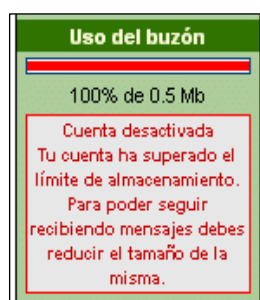 Uso del buzón
100% de 0.5 Mb
Cuenta desactivada
Tu cuenta ha superado el
límite de almacenamiento.
Para poder seguir
recibiendo mensajes debes
reducir el tamaño de la
misma.